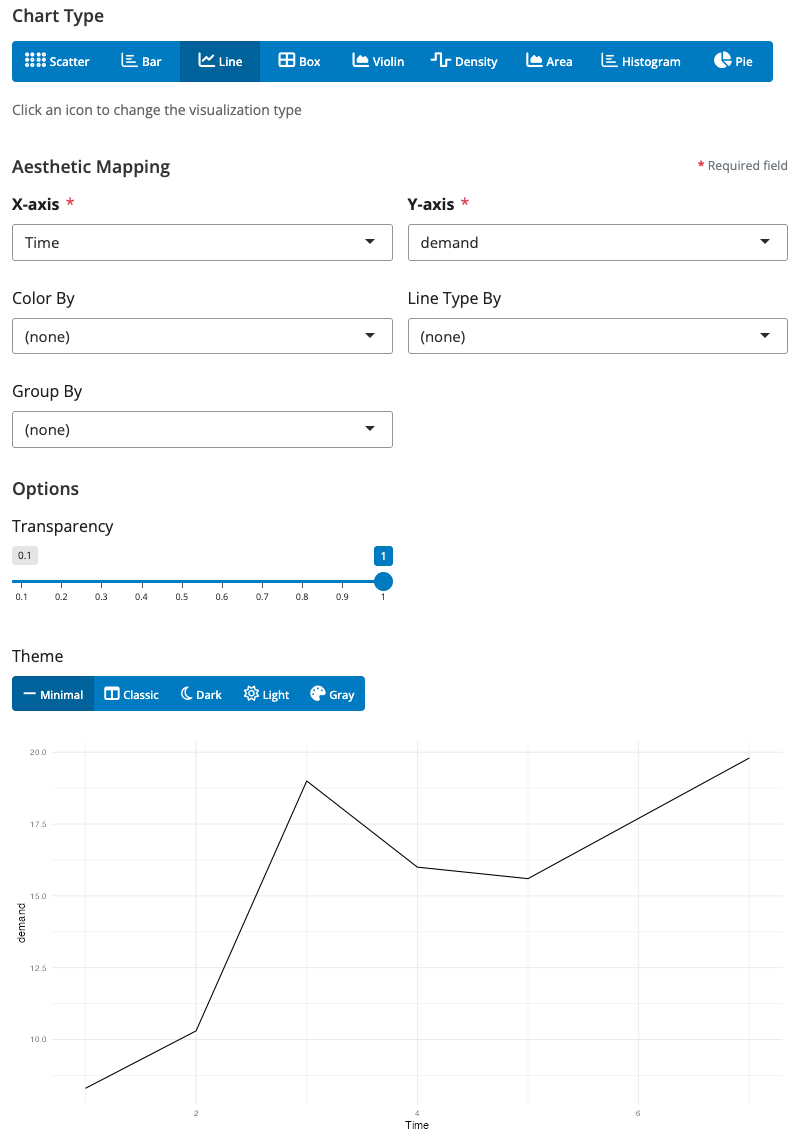 Chart Type
Scatter Bar Line Box Violin Density Area Histogram Pie
Click an icon to change the visualization type
Aesthetic Mapping * Required field
X-axis * Y-axis *
Time demand
Color By Line Type By
(none) (none)
Group By
(none)
Options
Transparency
0.1 1
0.1 0.2 0.3 0.4 0.5 0.6 0.7 0.8 0.9 1
Theme
Minimal Classic Dark Light Gray
20.0
17.5
15.0
demand
12.5
10.0
2 4 6
Time